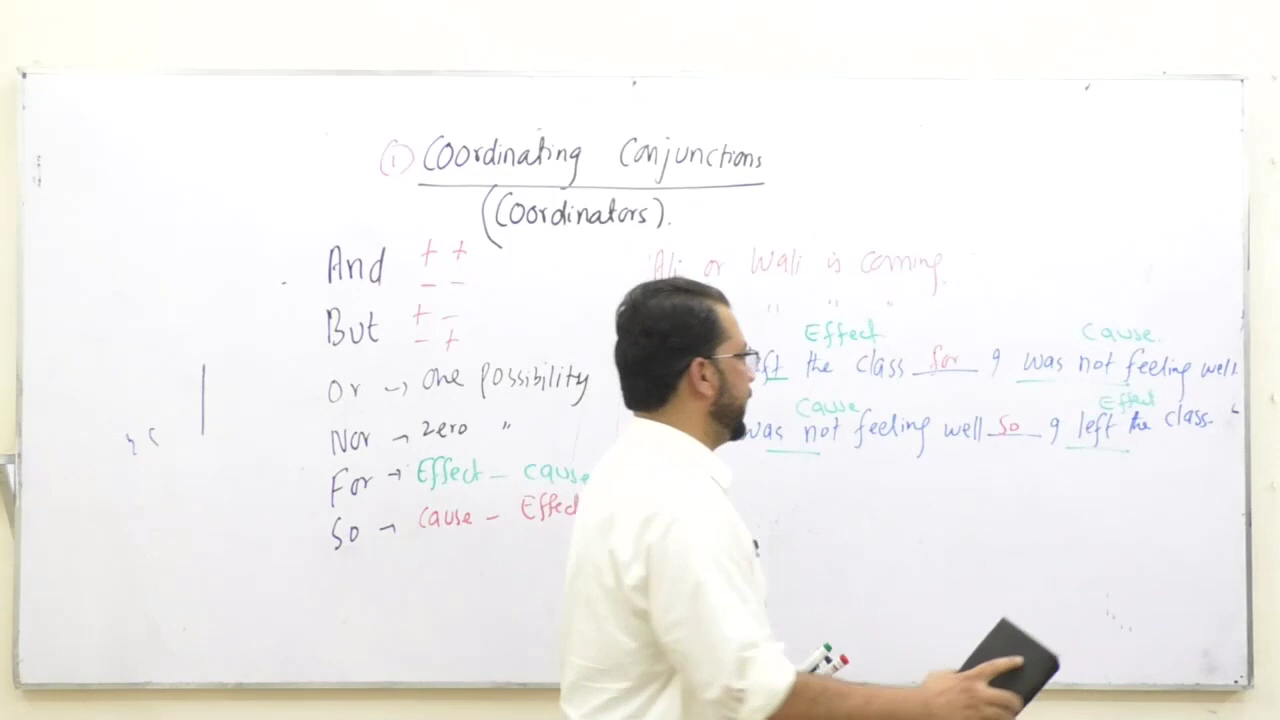 ① Coordinating Conjunctions
(Coordinators).
And + +
- -
But + -
- +
Or → one possibility
Nor → zero "
For → Effect - cause
So → cause - Effect
Ali or Wali is coming.
" " "
Effect Cause.
the class for I was not feeling well.
Cause Effect
was not feeling well so I left the class.